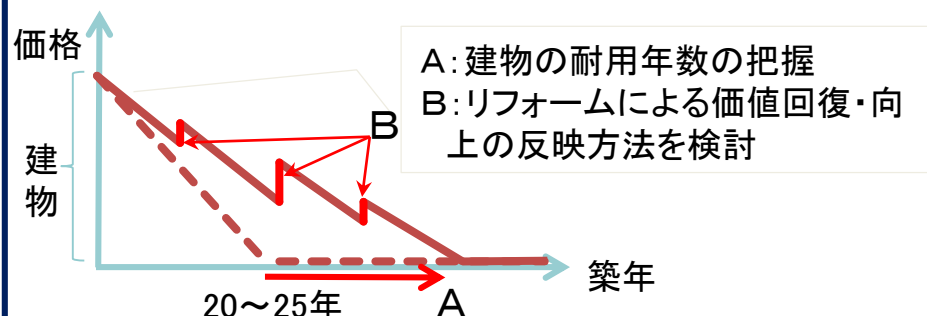 価格
A:建物の耐用年数の把握
B:リフォームによる価値回復・向
上の反映方法を検討
B
建
物
築年
20～25年
A